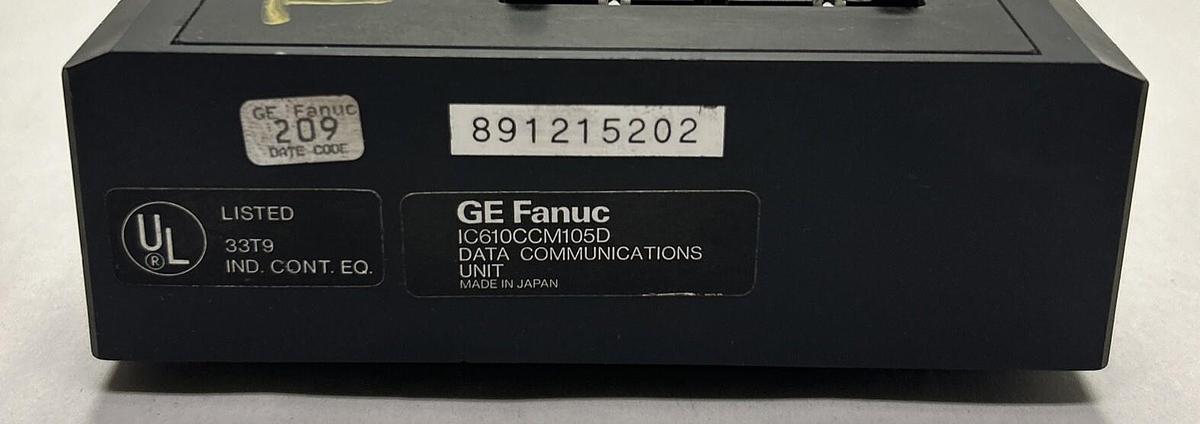 GE Fanuc
209
DATE CODE
891215202
UL
®
LISTED
33T9
IND. CONT. EQ.
GE Fanuc
IC610CCM105D
DATA COMMUNICATIONS
UNIT
MADE IN JAPAN